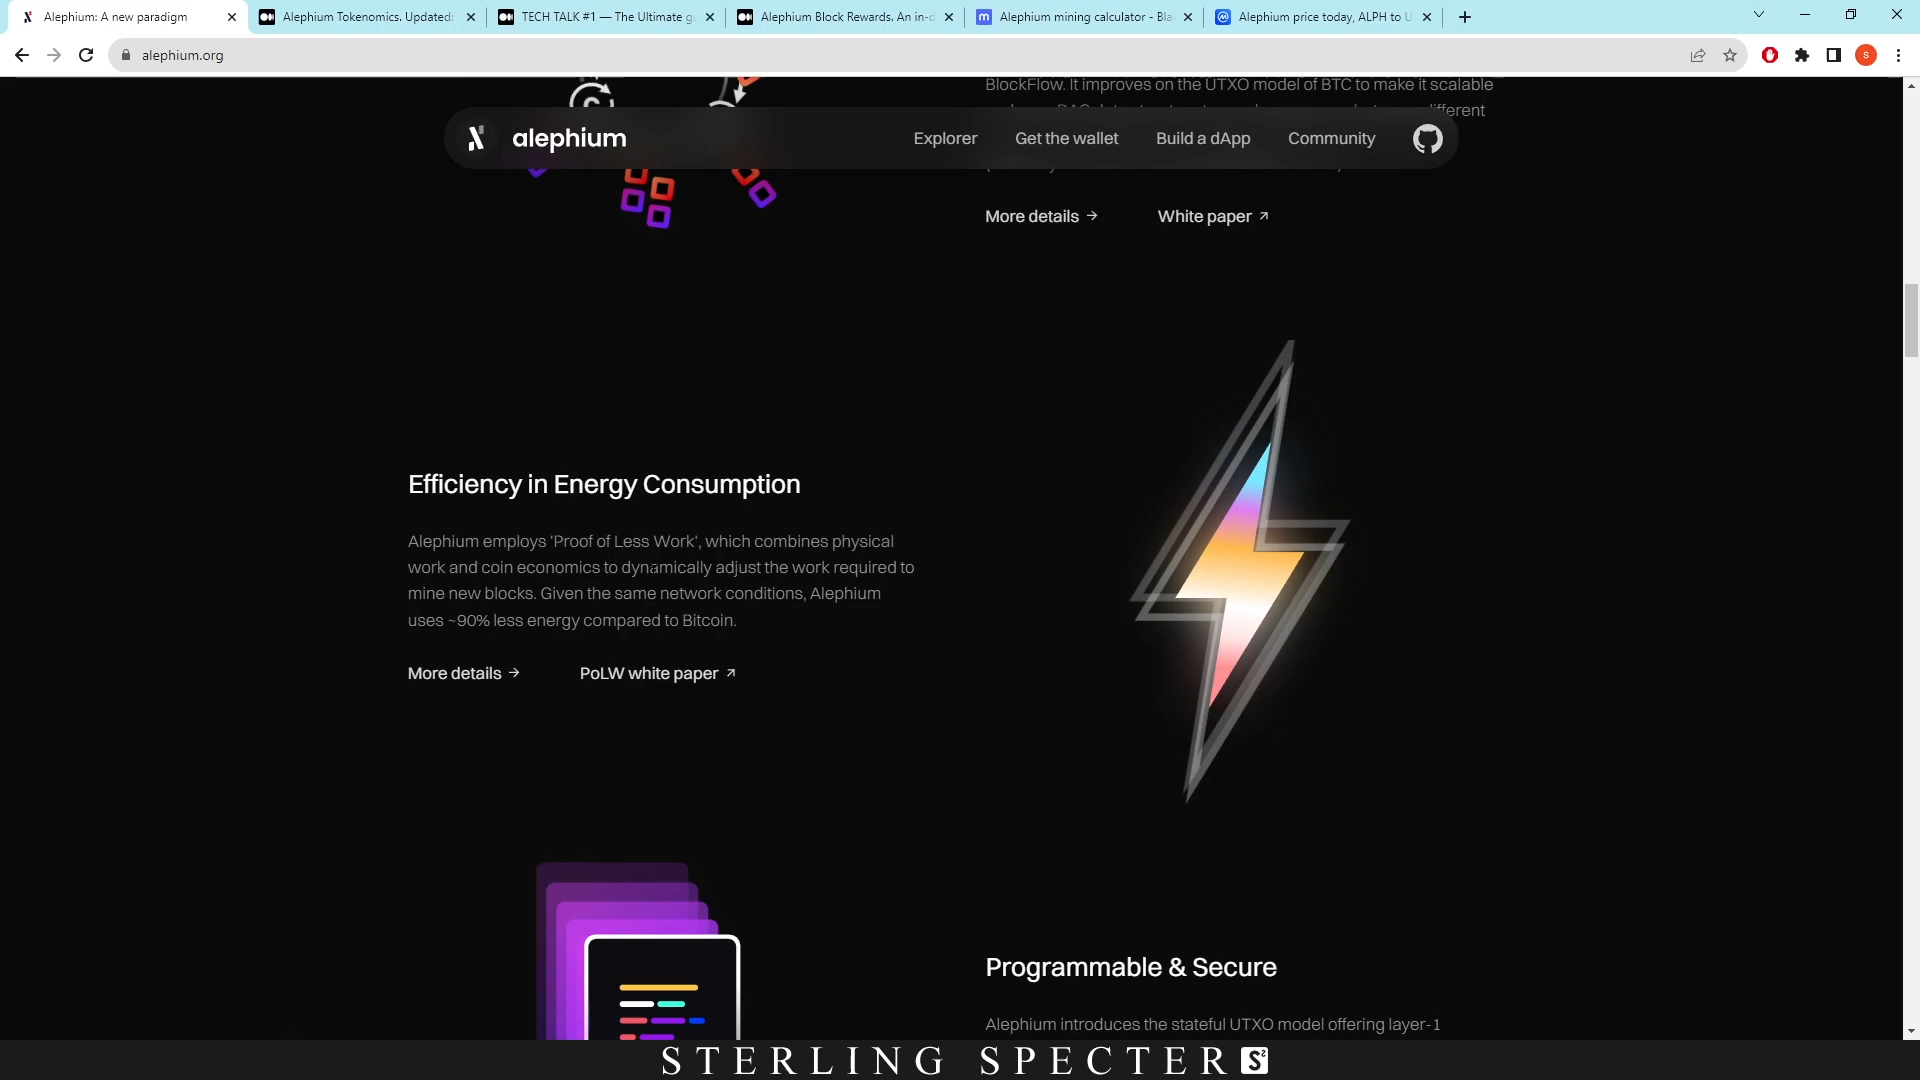 Alephium: A new paradigm
Alephium Tokenomics. Updated:
TECH TALK #1 — The Ultimate
Alephium Block Rewards. An
Alephium mining calculator -
Alephium price today, ALPH to
alephium.org
S
BlockFlow. It improves on the UTXO model of BTC to make it scalable
different
alephium
Explorer
Get the wallet
Build a dApp
Community
More details →
White paper ↗
Efficiency in Energy Consumption
Alephium employs 'Proof of Less Work', which combines physical
work and coin economics to dynamically adjust the work required to
mine new blocks. Given the same network conditions, Alephium
uses ~90% less energy compared to Bitcoin.
More details →
PoLW white paper ↗
Programmable & Secure
Alephium introduces the stateful UTXO model offering layer-1
STERLING SPECTER S²